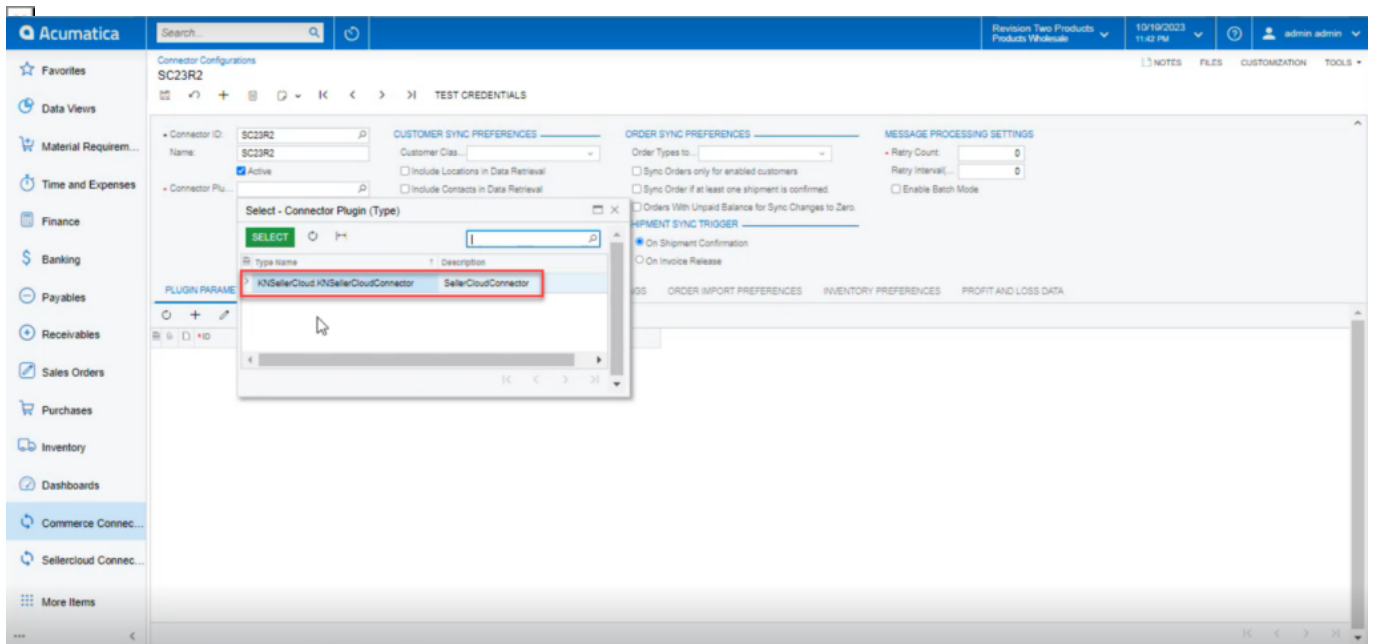 Acumatica
Search...
Revision Two Products
Products Wholesale
10/19/2023
11:42 PM
admin admin
Favorites
Data Views
Material Requirem...
Time and Expenses
Finance
Banking
Payables
Receivables
Sales Orders
Purchases
Inventory
Dashboards
Commerce Connec...
Sellercloud Connec...
More Items
Connector Configurations
SC23R2
NOTES FILES CUSTOMIZATION TOOLS
TEST CREDENTIALS
Connector ID: SC23R2
Name: SC23R2
Active
Connector Plu...
CUSTOMER SYNC PREFERENCES
Customer Clas...
Include Locations in Data Retrieval
Include Contacts in Data Retrieval
ORDER SYNC PREFERENCES
Order Types to...
Sync Orders only for enabled customers
Sync Order if at least one shipment is confirmed.
Orders With Unpaid Balance for Sync Changes to Zero.
HIPMENT SYNC TRIGGER
On Shipment Confirmation
On Invoice Release
MESSAGE PROCESSING SETTINGS
Retry Count: 0
Retry Interval(... 0
Enable Batch Mode
Select - Connector Plugin (Type)
SELECT
Type Name Description
KNSellerCloud.KNSellerCloudConnector SellerCloudConnector
PLUGIN PARAME
GS ORDER IMPORT PREFERENCES INVENTORY PREFERENCES PROFIT AND LOSS DATA
ID